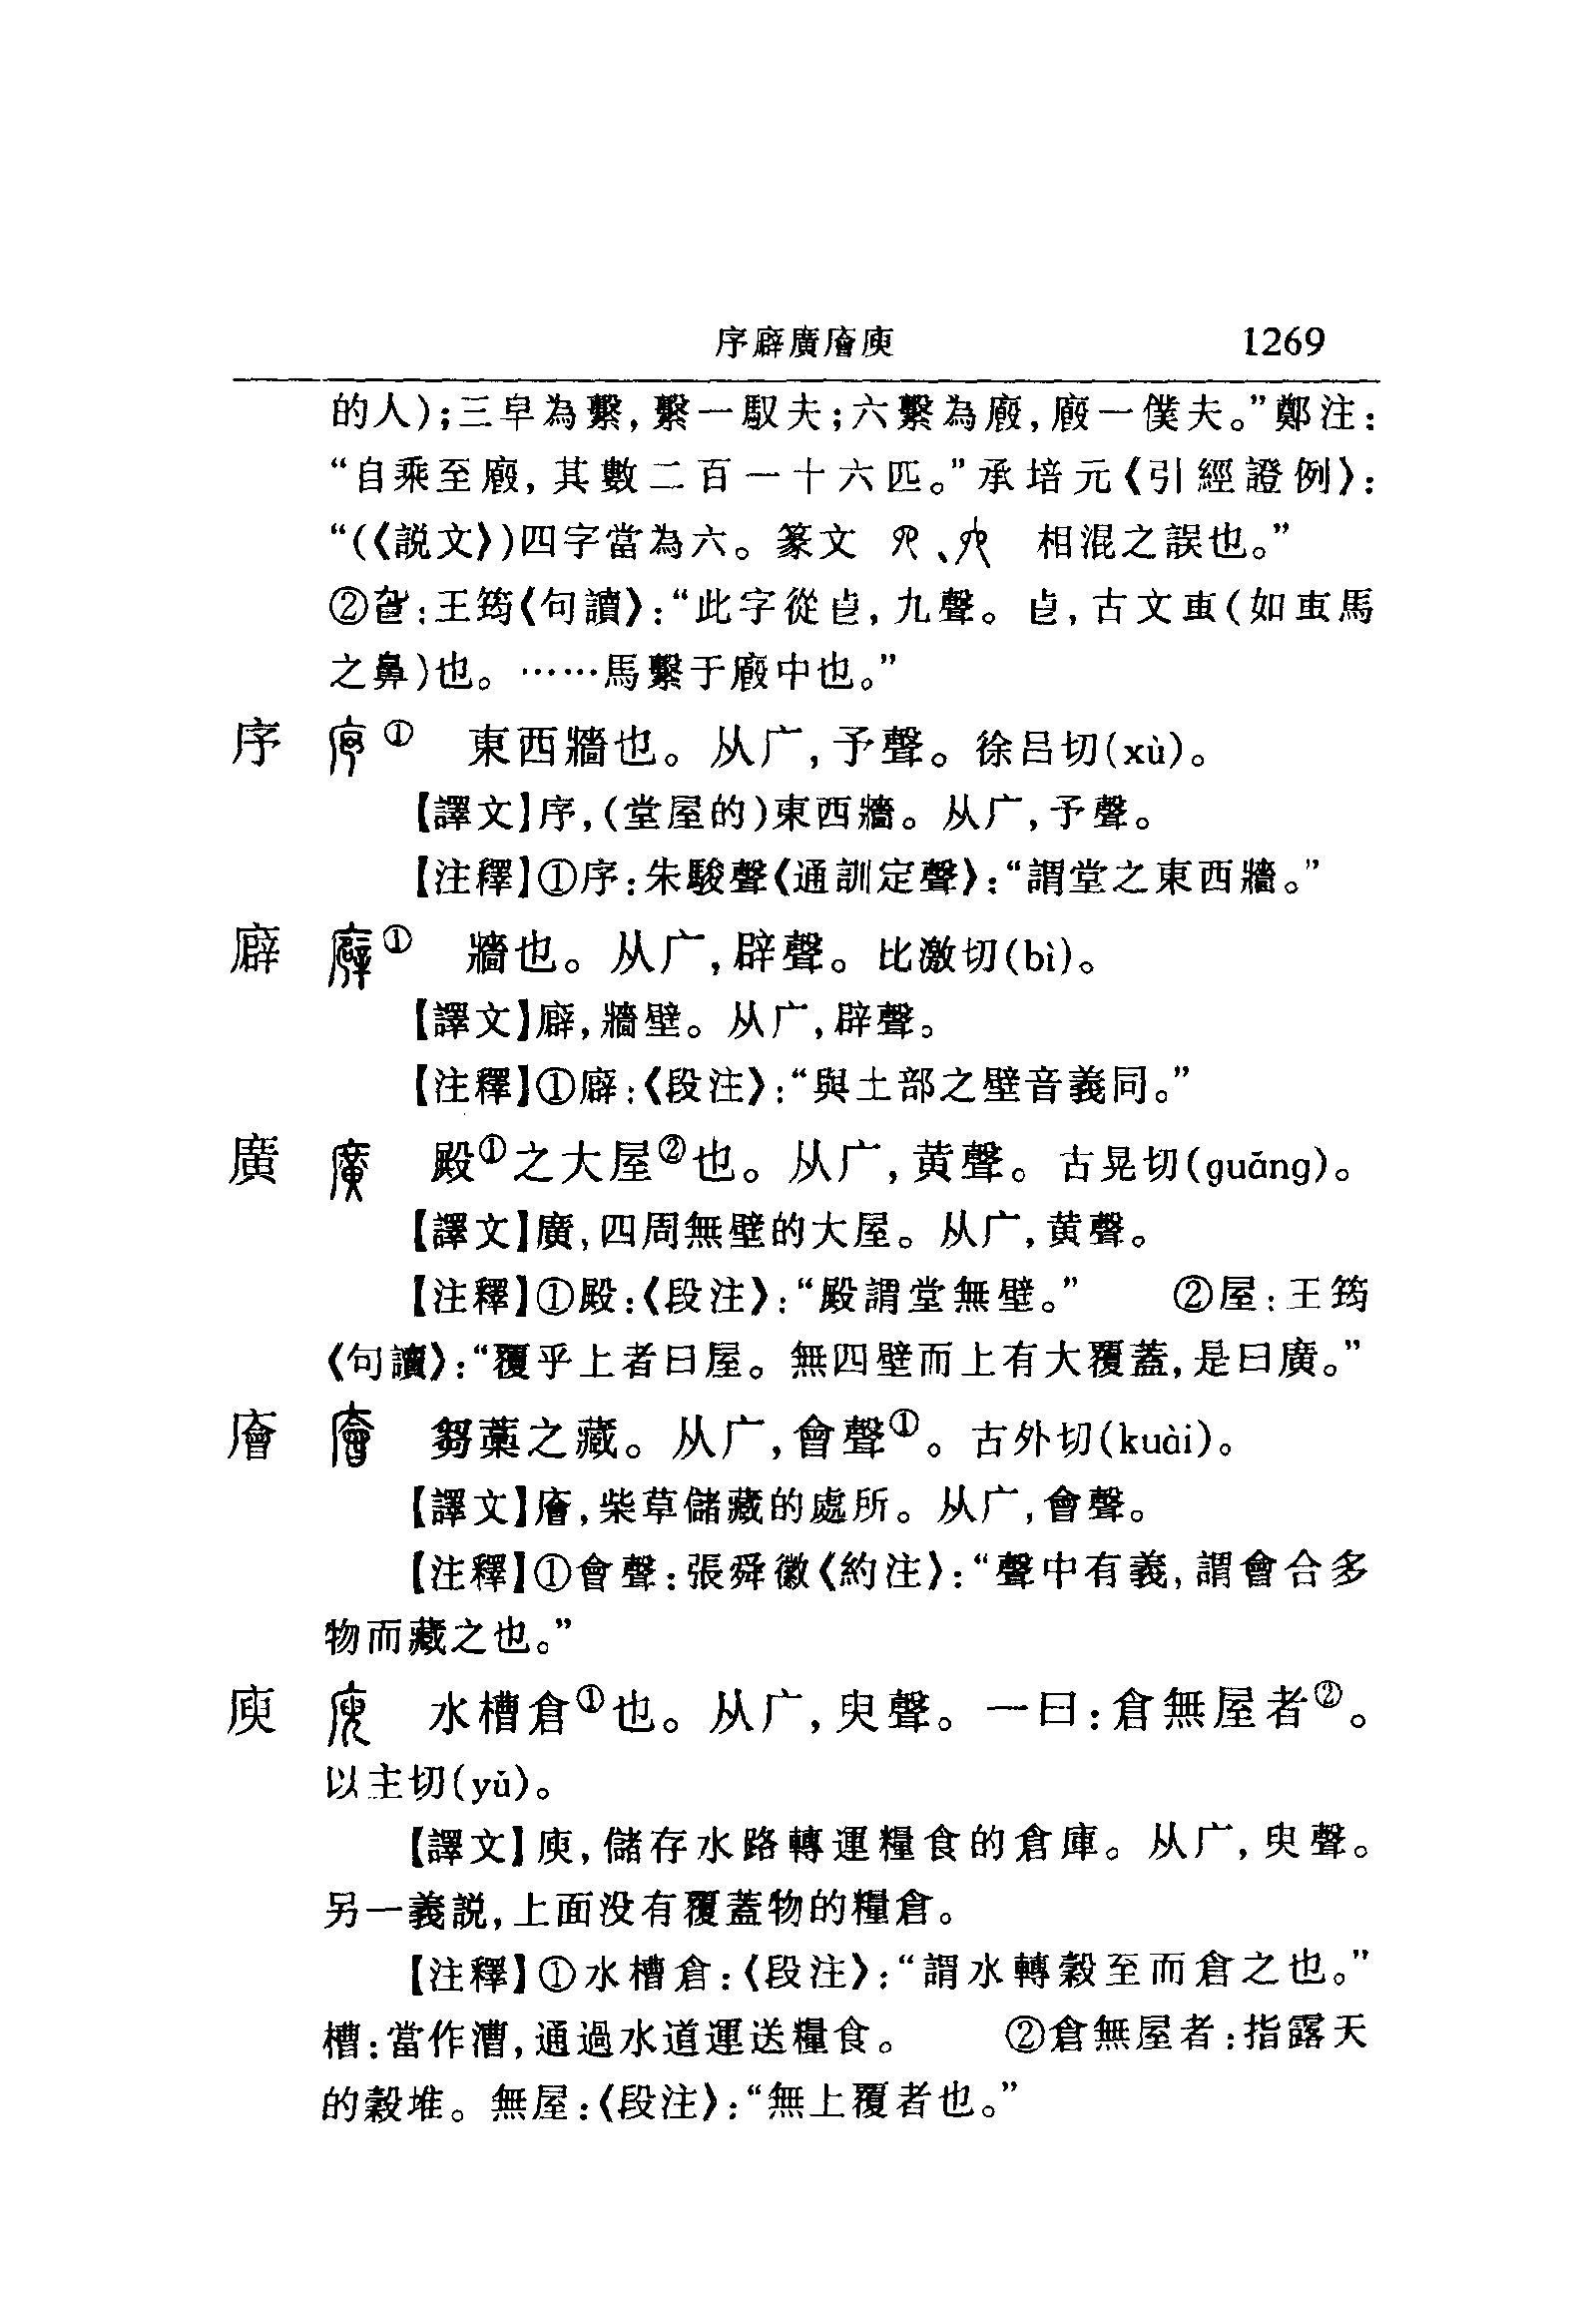 序廦廣廥庾 1269
的人);三皁為繫,繫一馭夫;六繫為廄,廄一僕夫。”鄭注:
“自乘至廄,其數二百一十六匹。”承培元《引經證例》:
“(《説文》)四字當為六。篆文 、 相混之誤也。”
②:王筠《句讀》:“此字從𠧪,九聲。𠧪,古文叀(如叀馬
之鼻)也。……馬繫于廄中也。”
序 ① 東西牆也。从广,予聲。徐吕切(xù)。
【譯文】序,(堂屋的)東西牆。从广,予聲。
【注釋】①序:朱駿聲《通訓定聲》:“謂堂之東西牆。”
廦 ① 牆也。从广,辟聲。比激切(bì)。
【譯文】廦,牆壁。从广,辟聲。
【注釋】①廦:《段注》:“與土部之壁音義同。”
廣 殿①之大屋②也。从广,黄聲。古晃切(guǎng)。
【譯文】廣,四周無壁的大屋。从广,黄聲。
【注釋】①殿:《段注》:“殿謂堂無壁。” ②屋:王筠
《句讀》:“覆乎上者曰屋。無四壁而上有大覆蓋,是曰廣。”
廥 芻藁之藏。从广,會聲①。古外切(kuài)。
【譯文】廥,柴草儲藏的處所。从广,會聲。
【注釋】①會聲:張舜徽《約注》:“聲中有義,謂會合多
物而藏之也。”
庾 水槽倉①也。从广,臾聲。一曰:倉無屋者②。
以主切(yǔ)。
【譯文】庾,儲存水路轉運糧食的倉庫。从广,臾聲。
另一義説,上面没有覆蓋物的糧倉。
【注釋】①水槽倉:《段注》:“謂水轉穀至而倉之也。”
槽:當作漕,通過水道運送糧食。 ②倉無屋者:指露天
的穀堆。無屋:《段注》:“無上覆者也。”